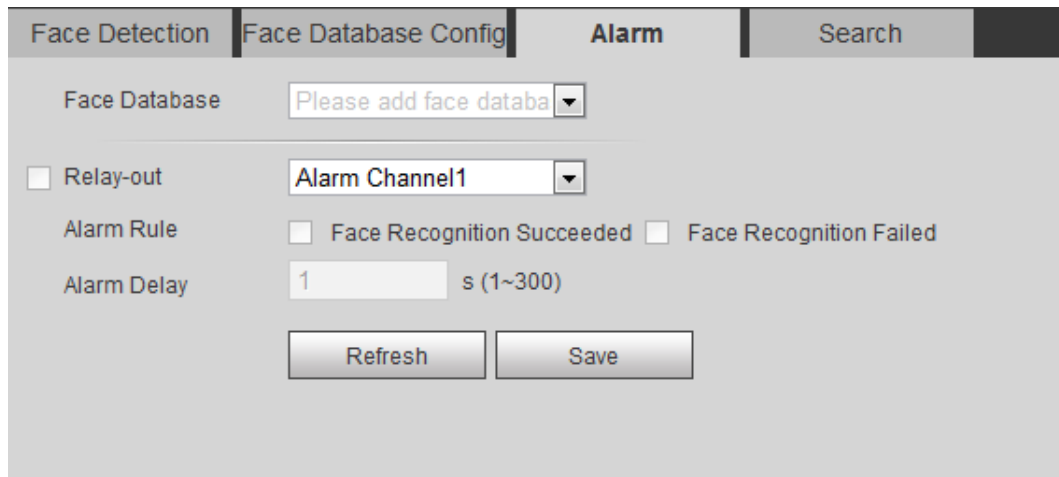 Face Detection Face Database Config Alarm Search
Face Database Please add face databa
Relay-out Alarm Channel1
Alarm Rule Face Recognition Succeeded Face Recognition Failed
Alarm Delay 1 s (1~300)
Refresh Save